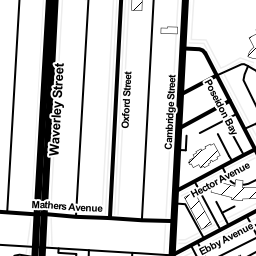 Waverley Street
Oxford Street
Cambridge Street
Poseidon Bay
Hector Avenue
Mathers Avenue
Ebby Avenue